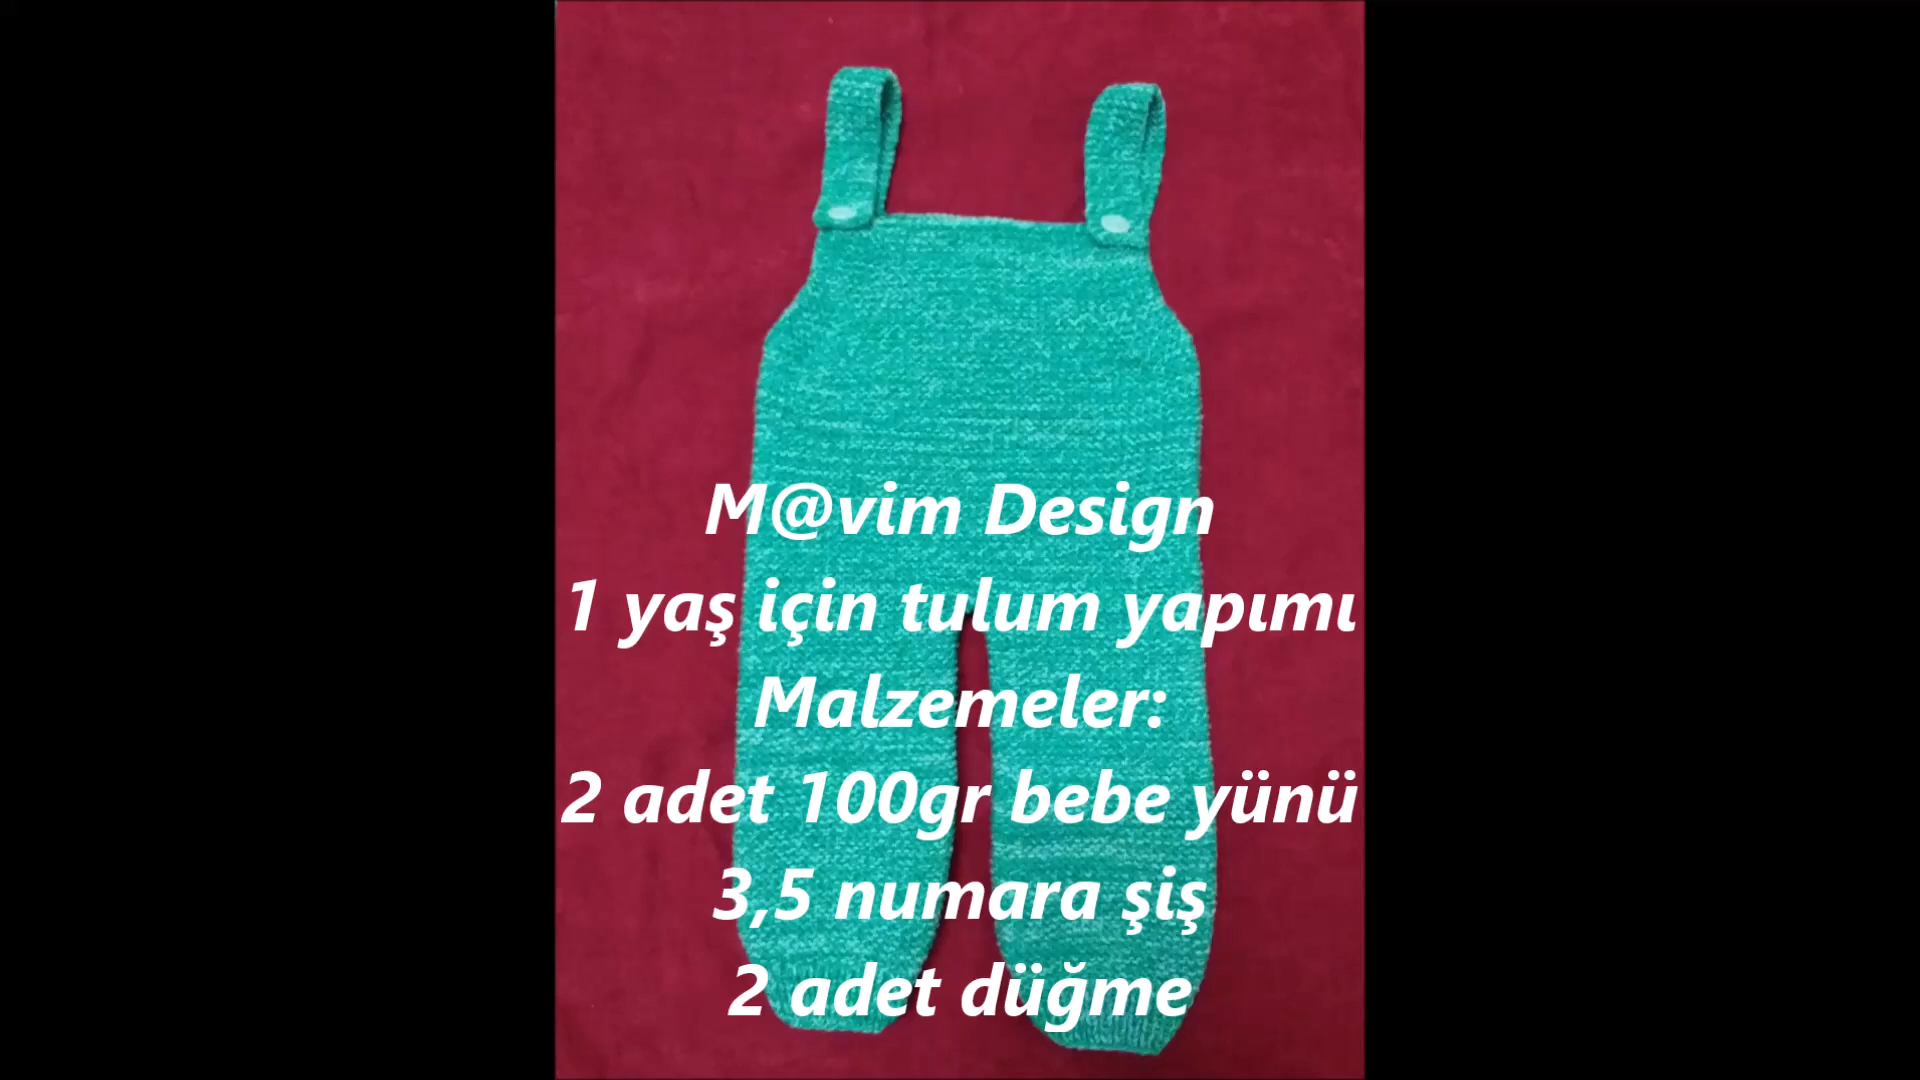 M@vim Design
1 yaş için tulum yapımı
Malzemeler:
2 adet 100gr bebe yünü
3,5 numara şiş
2 adet düğme